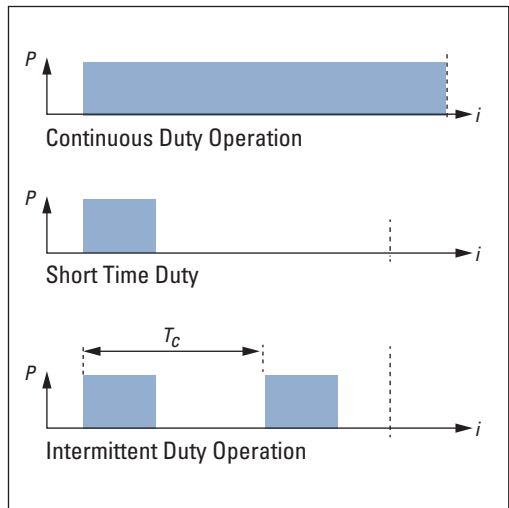 P
i
Continuous Duty Operation
P
i
Short Time Duty
T_c
P
i
Intermittent Duty Operation